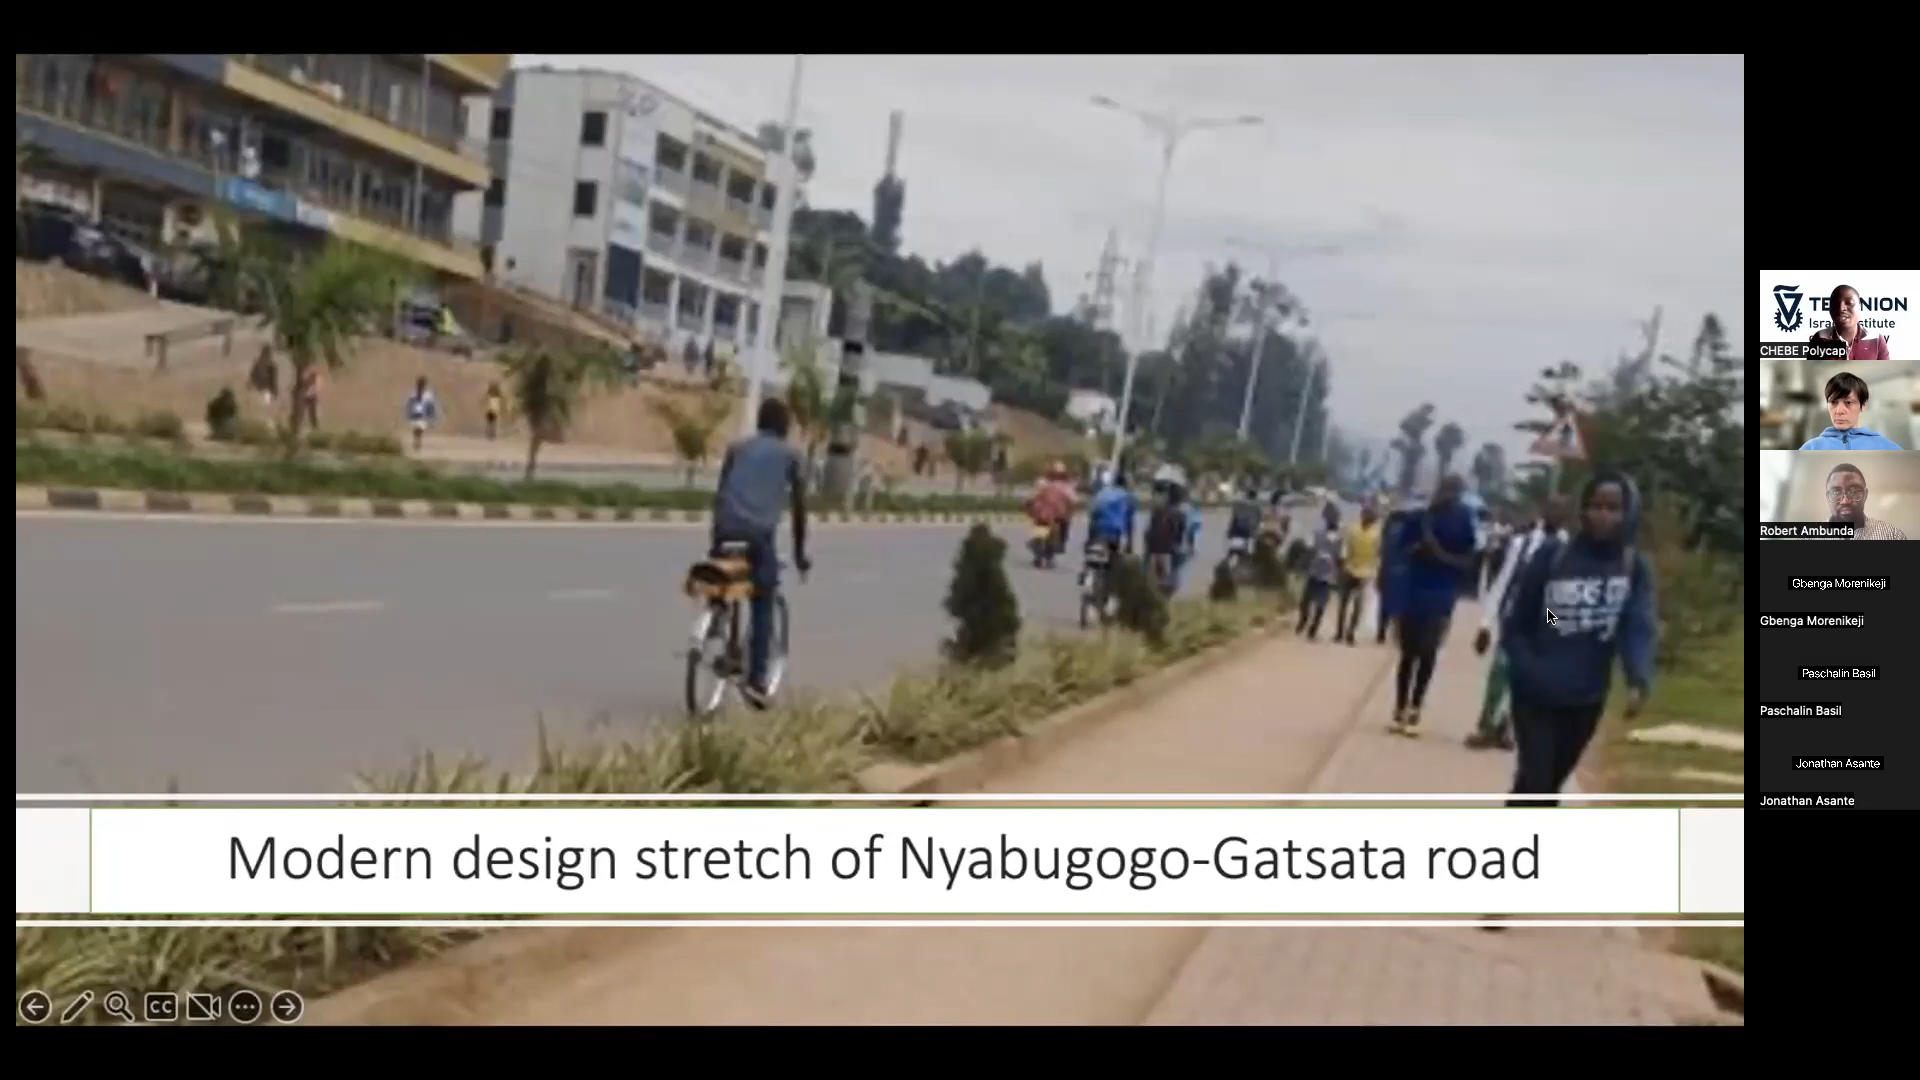 Modern design stretch of Nyabugogo-Gatsata road
CC
CHEBE Polycap
Robert Ambunda
Gbenga Morenikeji
Gbenga Morenikeji
Paschalin Basil
Paschalin Basil
Jonathan Asante
Jonathan Asante